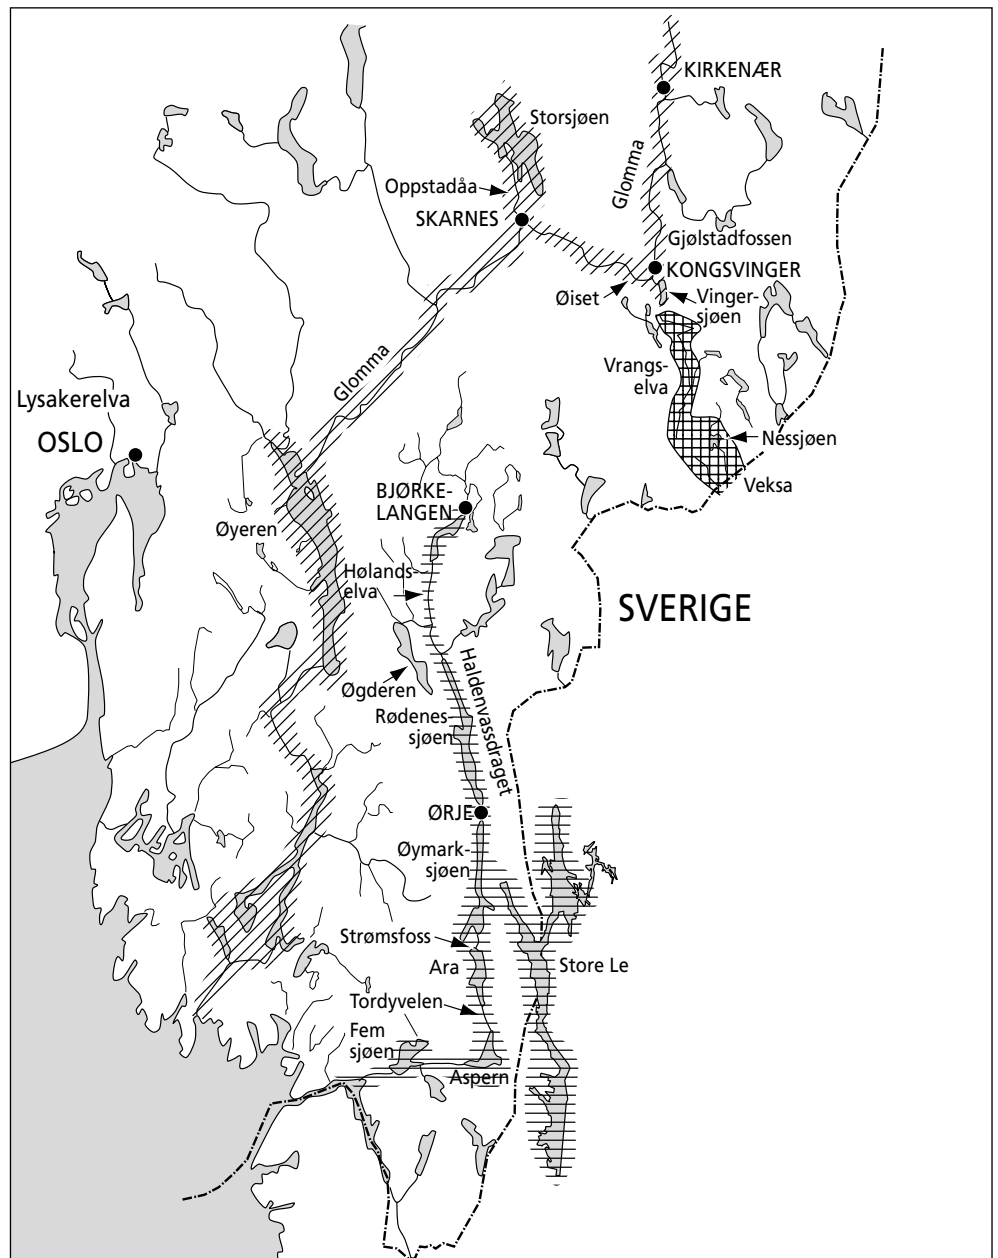 KIRKENÆR
Storsjøen
Glomma
Oppstadåa
SKARNES
Gjølstadfossen
KONGSVINGER
Øiset
Vinger-
sjøen
Glomma
Vrangs-
elva
Lysakerelva
OSLO
Nessjøen
Veksa
BJØRKE-
LANGEN
Øyeren
Hølands-
elva
SVERIGE
Haldenvassdraget
Øgderen
Rødenes-
sjøen
ØRJE
Øymark-
sjøen
Strømsfoss
Ara
Store Le
Tordyvelen
Fem
sjøen
Aspern